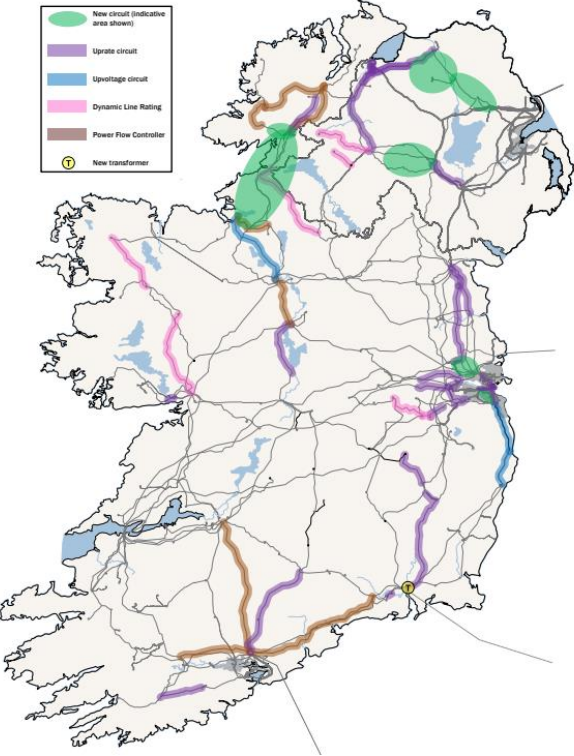 New circuit (indicative
area shown)
Uprate circuit
Upvoltage circuit
Dynamic Line Rating
Power Flow Controller
T New transformer
T